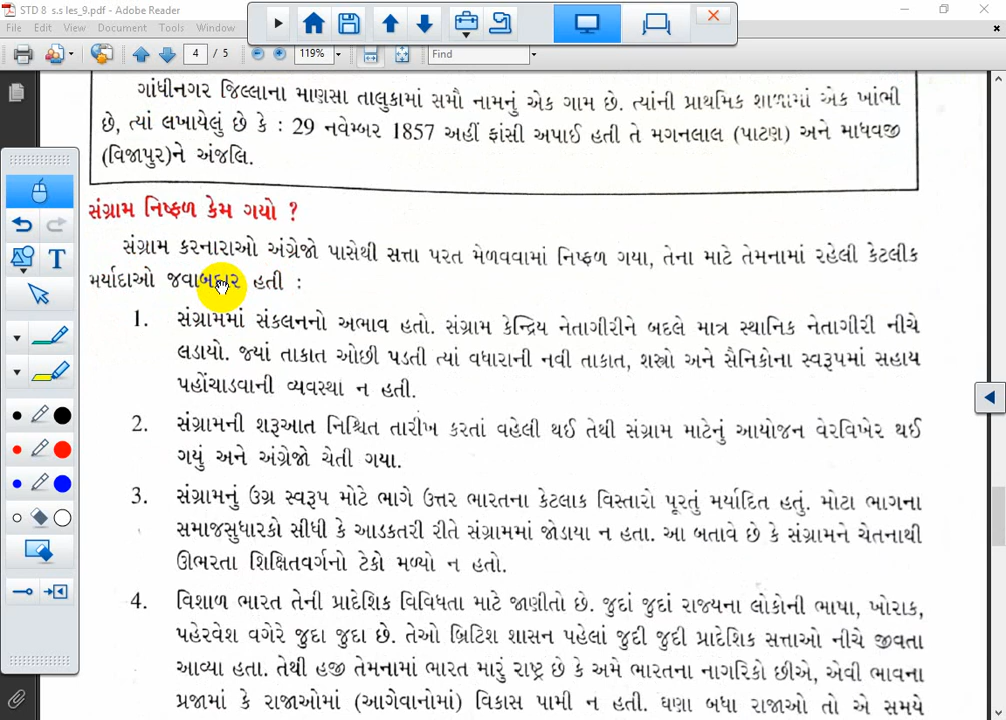 STD 8 s.s les_9.pdf - Adobe Reader
File Edit View Document Tools Window
4 / 5 119% Find
ગાંધીનગર જિલ્લાના માણસા તાલુકામાં સમૌ નામનું એક ગામ છે. ત્યાંની પ્રાથમિક શાળામાં એક ખાંભી
છે, ત્યાં લખાયેલું છે કે : 29 નવેમ્બર 1857 અહીં ફાંસી અપાઈ હતી તે મગનલાલ (પાટણ) અને માધવજી
(વિજાપુર)ને અંજલિ.
સંગ્રામ નિષ્ફળ કેમ ગયો ?
સંગ્રામ કરનારાઓ અંગ્રેજો પાસેથી સત્તા પરત મેળવવામાં નિષ્ફળ ગયા, તેના માટે તેમનામાં રહેલી કેટલીક
મર્યાદાઓ જવાબદાર હતી :
1. સંગ્રામમાં સંકલનનો અભાવ હતો. સંગ્રામ કેન્દ્રિય નેતાગીરીને બદલે માત્ર સ્થાનિક નેતાગીરી નીચે
લડાયો. જ્યાં તાકાત ઓછી પડતી ત્યાં વધારાની નવી તાકાત, શસ્ત્રો અને સૈનિકોના સ્વરૂપમાં સહાય
પહોંચાડવાની વ્યવસ્થા ન હતી.
2. સંગ્રામની શરૂઆત નિશ્ચિત તારીખ કરતાં વહેલી થઈ તેથી સંગ્રામ માટેનું આયોજન વેરવિખેર થઈ
ગયું અને અંગ્રેજો ચેતી ગયા.
3. સંગ્રામનું ઉગ્ર સ્વરૂપ મોટે ભાગે ઉત્તર ભારતના કેટલાક વિસ્તારો પૂરતું મર્યાદિત હતું. મોટા ભાગના
સમાજસુધારકો સીધી કે આડકતરી રીતે સંગ્રામમાં જોડાયા ન હતા. આ બતાવે છે કે સંગ્રામને ચેતનાથી
ઊભરતા શિક્ષિતવર્ગનો ટેકો મળ્યો ન હતો.
4. વિશાળ ભારત તેની પ્રાદેશિક વિવિધતા માટે જાણીતો છે. જુદાં જુદાં રાજ્યના લોકોની ભાષા, ખોરાક,
પહેરવેશ વગેરે જુદા જુદા છે. તેઓ બ્રિટિશ શાસન પહેલાં જુદી જુદી પ્રાદેશિક સત્તાઓ નીચે જીવતા
આવ્યા હતા. તેથી હજી તેમનામાં ભારત મારું રાષ્ટ્ર છે કે અમે ભારતના નાગરિકો છીએ, એવી ભાવના
પ્રજામાં કે રાજાઓમાં (આગેવાનોમાં) વિકાસ પામી ન હતી. ઘણા બધા રાજાઓ તો એ સમયે